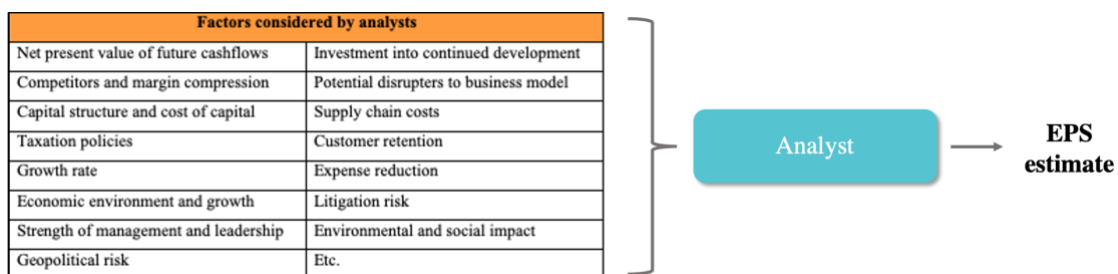 Factors considered by analysts
Net present value of future cashflows Investment into continued development
Competitors and margin compression Potential disrupters to business model
Capital structure and cost of capital Supply chain costs
Taxation policies Customer retention
Growth rate Expense reduction
Economic environment and growth Litigation risk
Strength of management and leadership Environmental and social impact
Geopolitical risk Etc.
Analyst
EPS
estimate